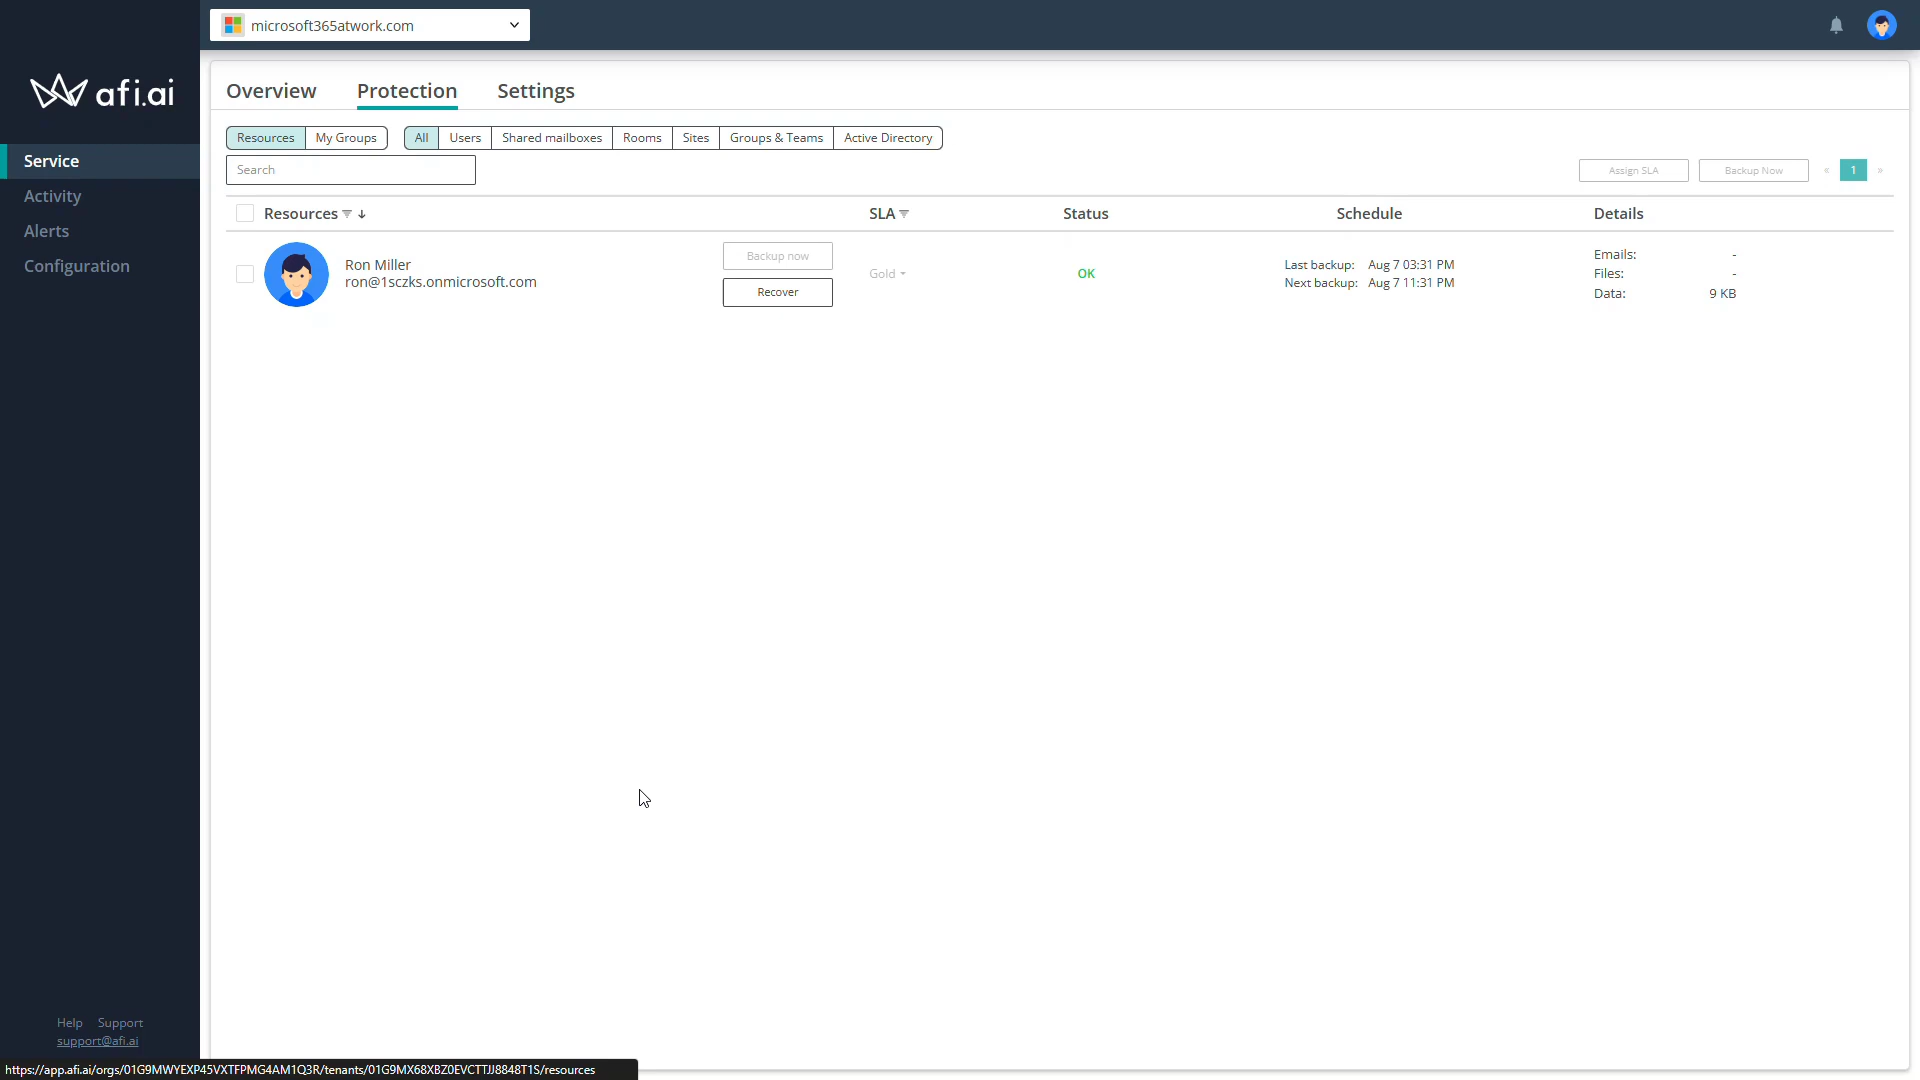 microsoft365atwork.com
afi.ai
Service
Activity
Alerts
Configuration
Overview Protection Settings
Resources My Groups All Users Shared mailboxes Rooms Sites Groups & Teams Active Directory
Search Assign SLA Backup Now « 1 »
Resources SLA Status Schedule Details
Ron Miller
ron@1sczks.onmicrosoft.com
Backup now
Recover
Gold
OK
Last backup: Aug 7 03:31 PM
Next backup: Aug 7 11:31 PM
Emails: -
Files: -
Data: 9 KB
Help Support
support@afi.ai
https://app.afi.ai/orgs/01G9MWYEXP45VXTFPMG4AM1Q3R/tenants/01G9MX68XBZ0EVCTTJJ8848T1S/resources